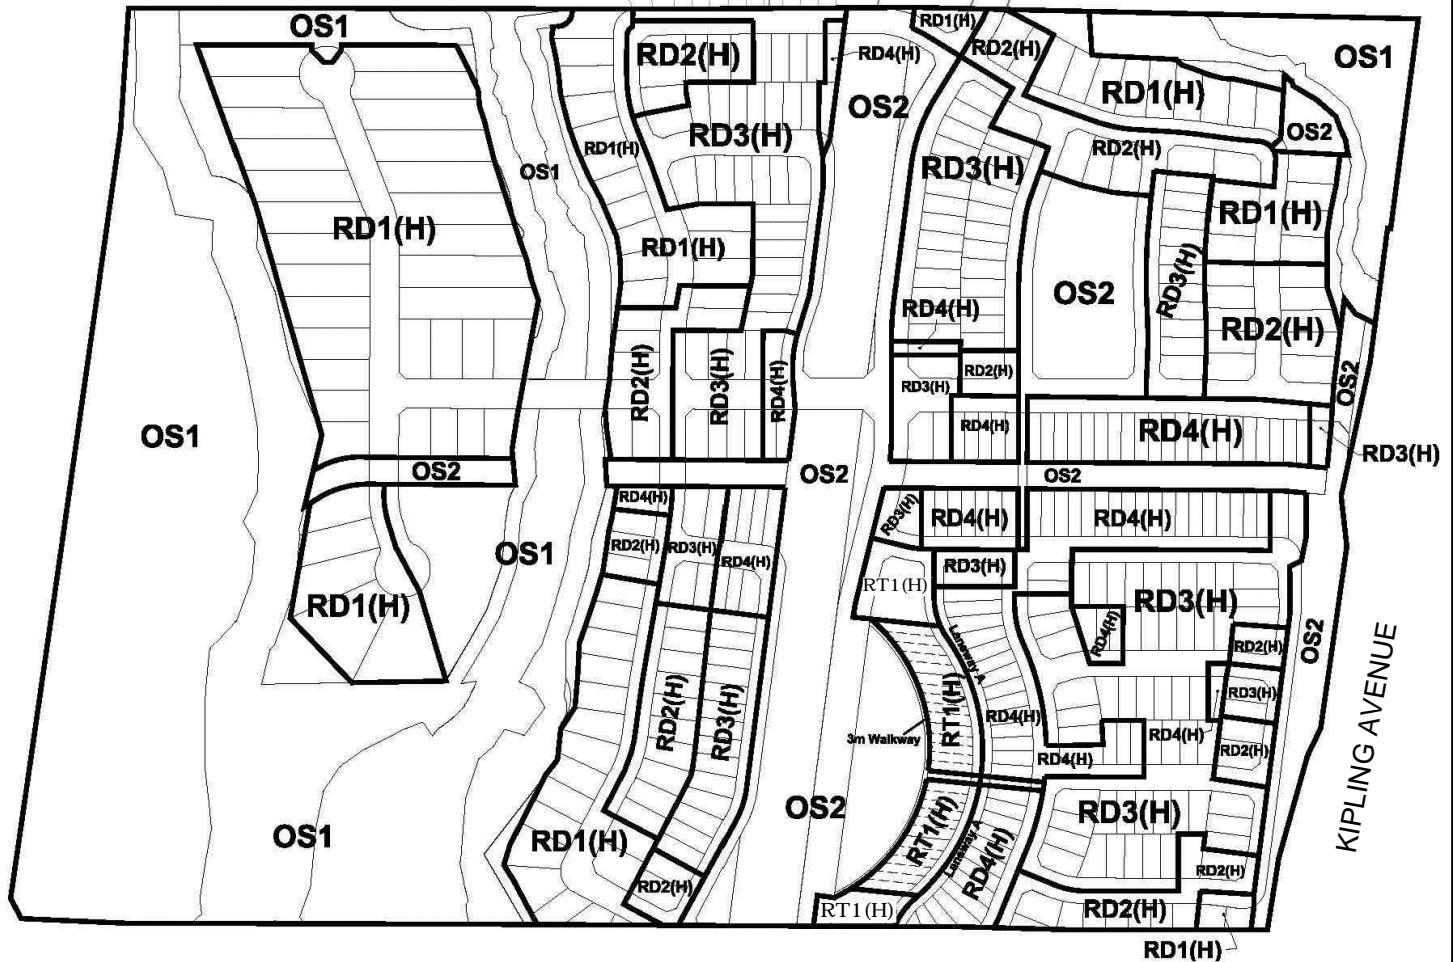 OS1
RD1(H)
RD2(H)
RD2(H)
RD4(H)
OS1
RD1(H)
OS2
RD3(H)
RD1(H)
OS2
RD2(H)
RD3(H)
OS1
RD1(H)
RD1(H)
RD1(H)
RD3(H)
OS2
RD4(H)
RD2(H)
RD2(H)
RD3(H)
RD4(H)
RD3(H)
RD2(H)
OS2
OS1
RD4(H)
RD4(H)
RD3(H)
OS2
OS2
OS2
RD4(H)
RD3(H)
RD4(H)
RD4(H)
OS1
RD2(H)
RD3(H)
RD4(H)
RD3(H)
RT1(H)
RD1(H)
RD3(H)
RD4(H)
OS2
RD2(H)
Laneway A
KIPLING AVENUE
RD2(H)
RD3(H)
RT1(H)
RD4(H)
RD3(H)
3m Walkway
RD4(H)
RD2(H)
RD4(H)
OS2
RD3(H)
OS1
RD1(H)
RT1(H)
Laneway A
RD4(H)
RD2(H)
RD2(H)
RT1(H)
RD2(H)
RD1(H)